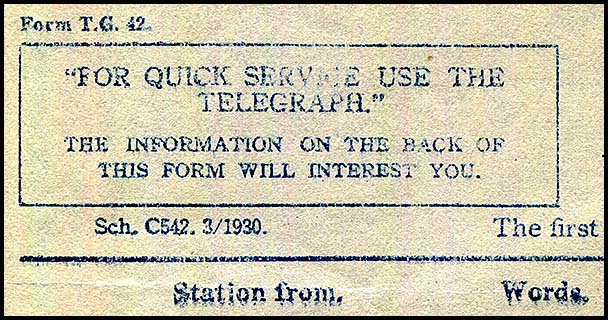 Form T.G. 42.
"FOR QUICK SERVICE USE THE
TELEGRAPH."
THE INFORMATION ON THE BACK OF
THIS FORM WILL INTEREST YOU.
Sch. C542. 3/1930.
The first
Station from.
Words.